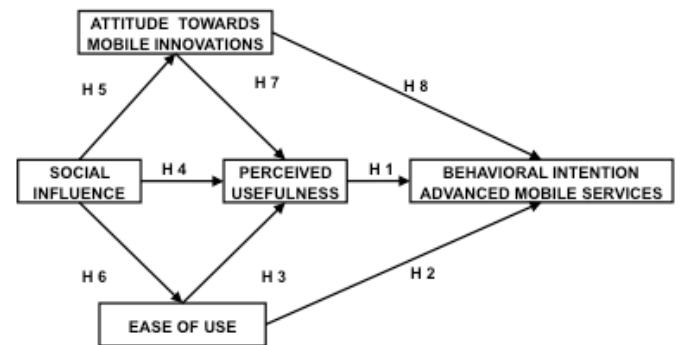 ATTITUDE TOWARDS
MOBILE INNOVATIONS
H 5
H 7
H 8
SOCIAL
INFLUENCE
H 4
PERCEIVED
USEFULNESS
H 1
BEHAVIORAL INTENTION
ADVANCED MOBILE SERVICES
H 6
H 3
H 2
EASE OF USE